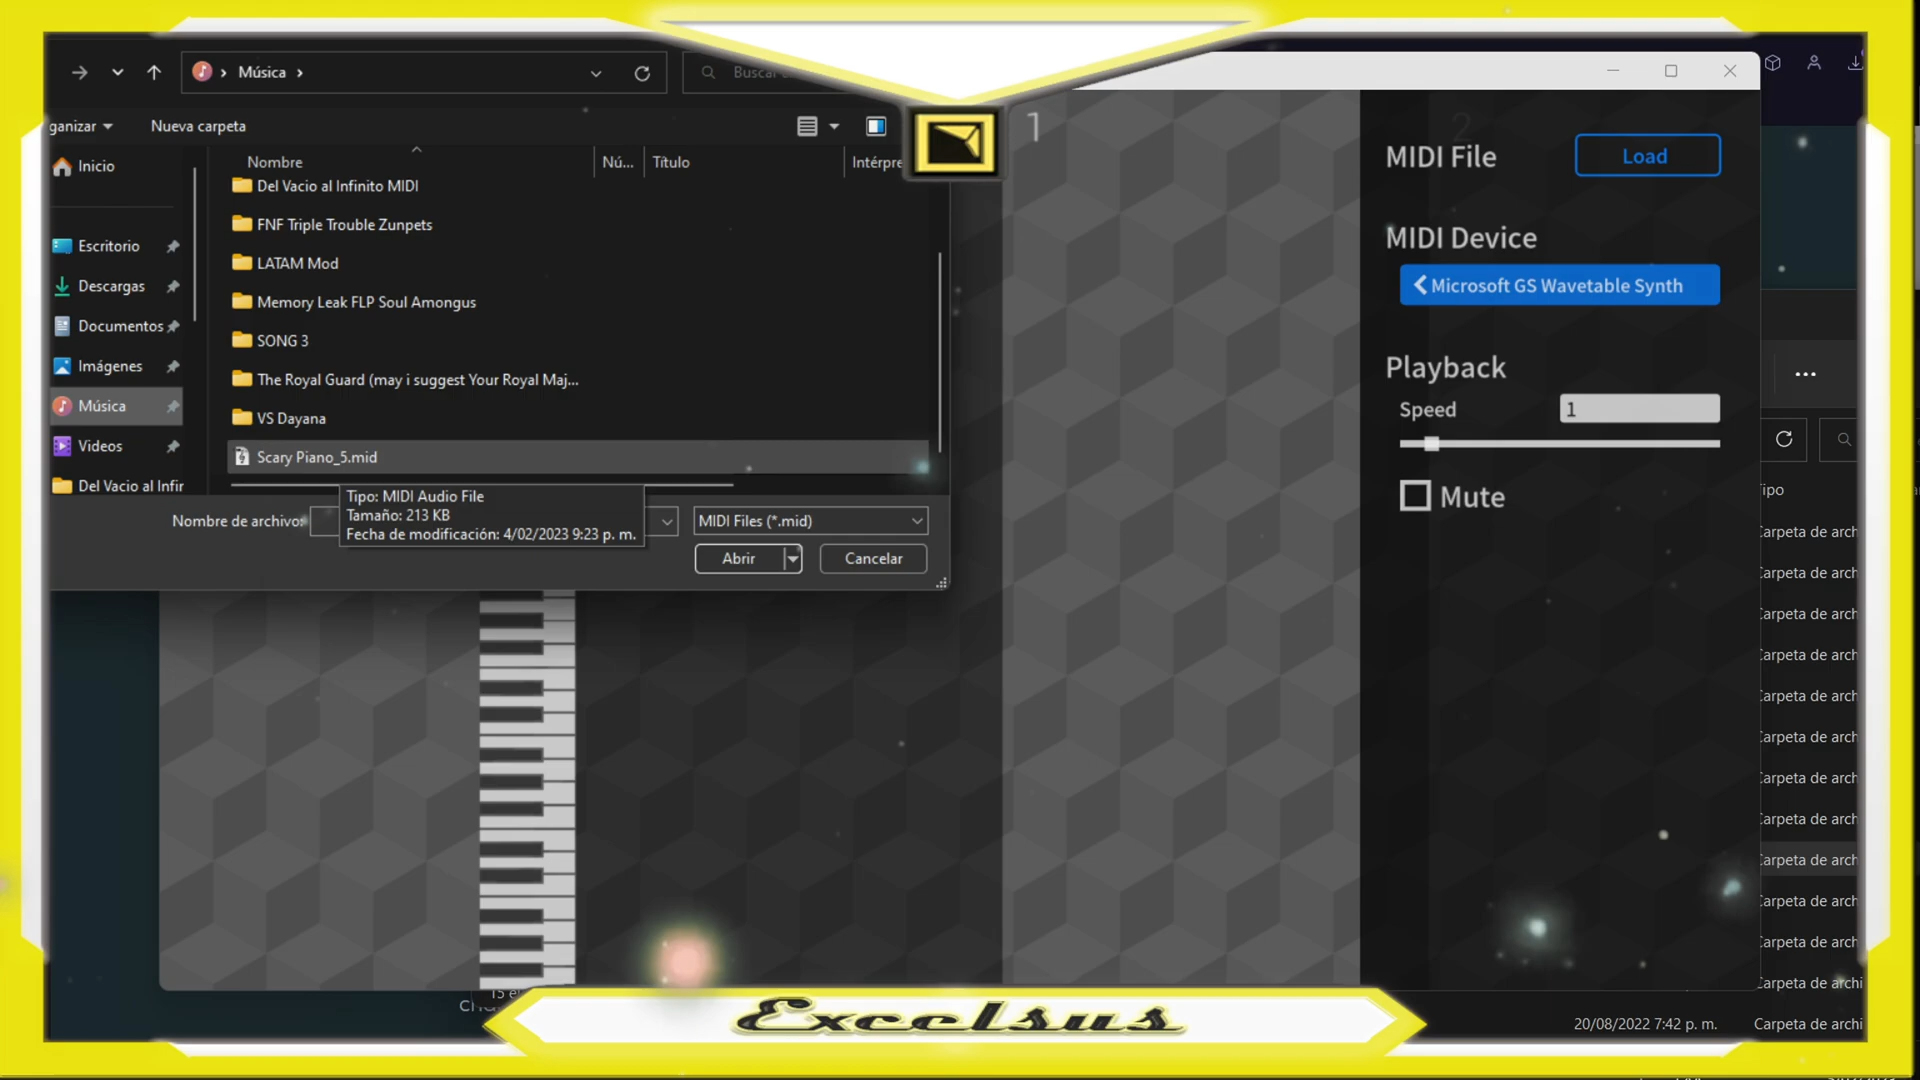 Música
Buscar
ganizar
Nueva carpeta
Inicio
Escritorio
Descargas
Documentos
Imágenes
Música
Videos
Del Vacio al Infir
Nombre
Nú...
Título
Intérpre
Del Vacio al Infinito MIDI
FNF Triple Trouble Zunpets
LATAM Mod
Memory Leak FLP Soul Amongus
SONG 3
The Royal Guard (may i suggest Your Royal Maj...
VS Dayana
Scary Piano_5.mid
Tipo: MIDI Audio File
Tamaño: 213 KB
Fecha de modificación: 4/02/2023 9:23 p. m.
Nombre de archivo:
MIDI Files (*.mid)
Abrir
Cancelar
1
2
MIDI File
Load
MIDI Device
Microsoft GS Wavetable Synth
Playback
Speed
1
Mute
ipo
Carpeta de arch
Carpeta de arch
Carpeta de arch
Carpeta de arch
Carpeta de arch
Carpeta de arch
Carpeta de arch
Carpeta de arch
Carpeta de arch
Carpeta de arch
Carpeta de arch
Carpeta de archi
20/08/2022 7:42 p. m.
Carpeta de archi
15 e
Excelsus